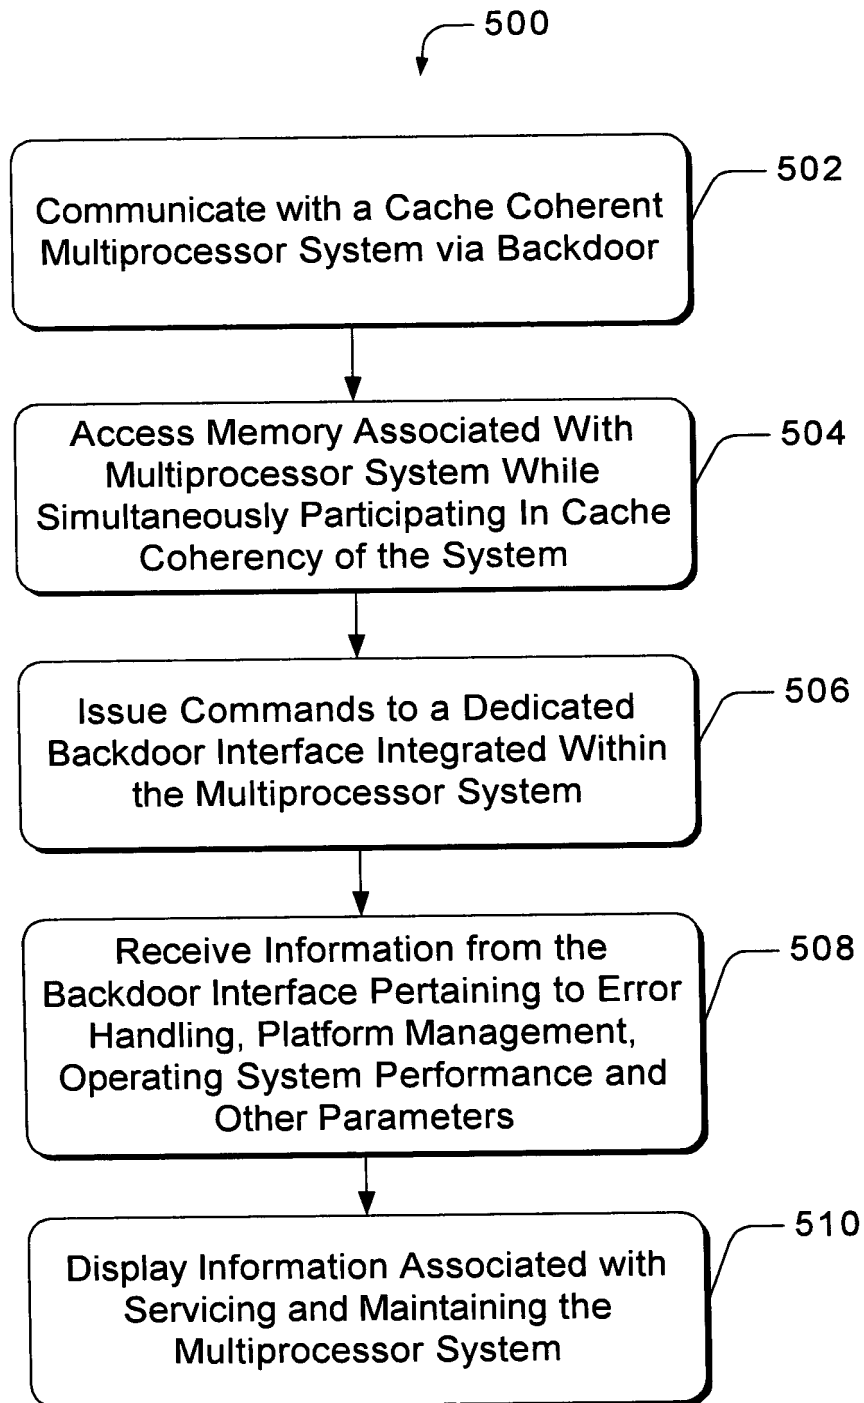 500
Communicate with a Cache Coherent
Multiprocessor System via Backdoor
502
Access Memory Associated With
Multiprocessor System While
Simultaneously Participating In Cache
Coherency of the System
504
Issue Commands to a Dedicated
Backdoor Interface Integrated Within
the Multiprocessor System
506
Receive Information from the
Backdoor Interface Pertaining to Error
Handling, Platform Management,
Operating System Performance and
Other Parameters
508
Display Information Associated with
Servicing and Maintaining the
Multiprocessor System
510